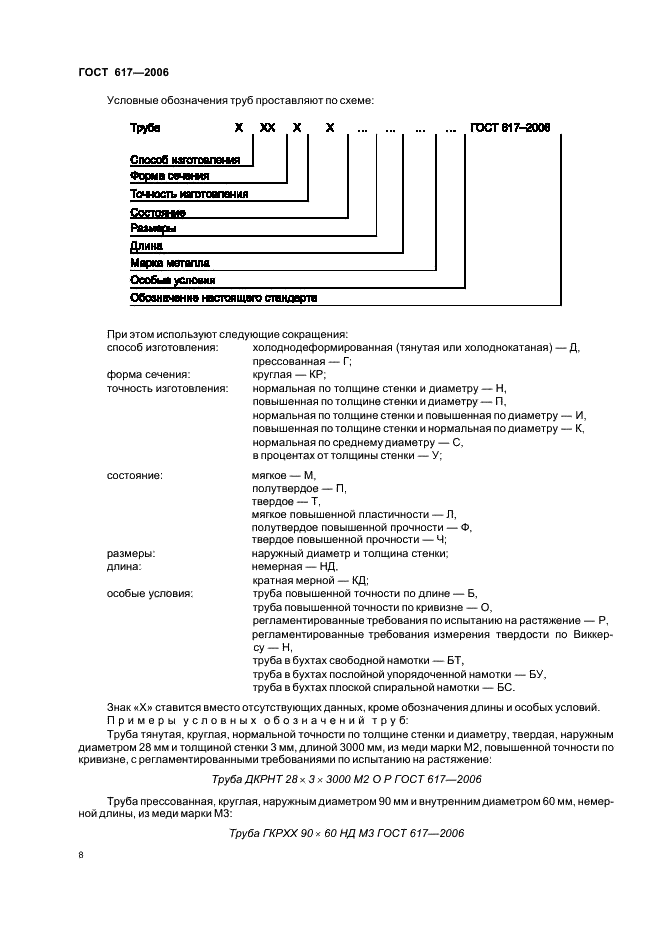 ГОСТ 617—2006
Условные обозначения труб проставляют по схеме:
Труба Х ХХ Х Х ... ... ... ... ГОСТ 617–2006
Способ изготовления
Форма сечения
Точность изготовления
Состояние
Размеры
Длина
Марка металла
Особые условия
Обозначение настоящего стандарта
При этом используют следующие сокращения:
способ изготовления: холоднодеформированная (тянутая или холоднокатаная) — Д,
прессованная — Г;
форма сечения: круглая — КР;
точность изготовления: нормальная по толщине стенки и диаметру — Н,
повышенная по толщине стенки и диаметру — П,
нормальная по толщине стенки и повышенная по диаметру — И,
повышенная по толщине стенки и нормальная по диаметру — К,
нормальная по среднему диаметру — С,
в процентах от толщины стенки — У;
состояние: мягкое — М,
полутвердое — П,
твердое — Т,
мягкое повышенной пластичности — Л,
полутвердое повышенной прочности — Ф,
твердое повышенной прочности — Ч;
размеры: наружный диаметр и толщина стенки;
длина: немерная — НД,
кратная мерной — КД;
особые условия: труба повышенной точности по длине — Б,
труба повышенной точности по кривизне — О,
регламентированные требования по испытанию на растяжение — Р,
регламентированные требования измерения твердости по Виккер-
су — Н,
труба в бухтах свободной намотки — БТ,
труба в бухтах послойной упорядоченной намотки — БУ,
труба в бухтах плоской спиральной намотки — БС.
Знак «Х» ставится вместо отсутствующих данных, кроме обозначения длины и особых условий.
Примеры условных обозначений труб:
Труба тянутая, круглая, нормальной точности по толщине стенки и диаметру, твердая, наружным
диаметром 28 мм и толщиной стенки 3 мм, длиной 3000 мм, из меди марки М2, повышенной точности по
кривизне, с регламентированными требованиями по испытанию на растяжение:
Труба ДКРНТ 28 × 3 × 3000 М2 О Р ГОСТ 617—2006
Труба прессованная, круглая, наружным диаметром 90 мм и внутренним диаметром 60 мм, немер-
ной длины, из меди марки М3:
Труба ГКРХХ 90 × 60 НД М3 ГОСТ 617—2006
8